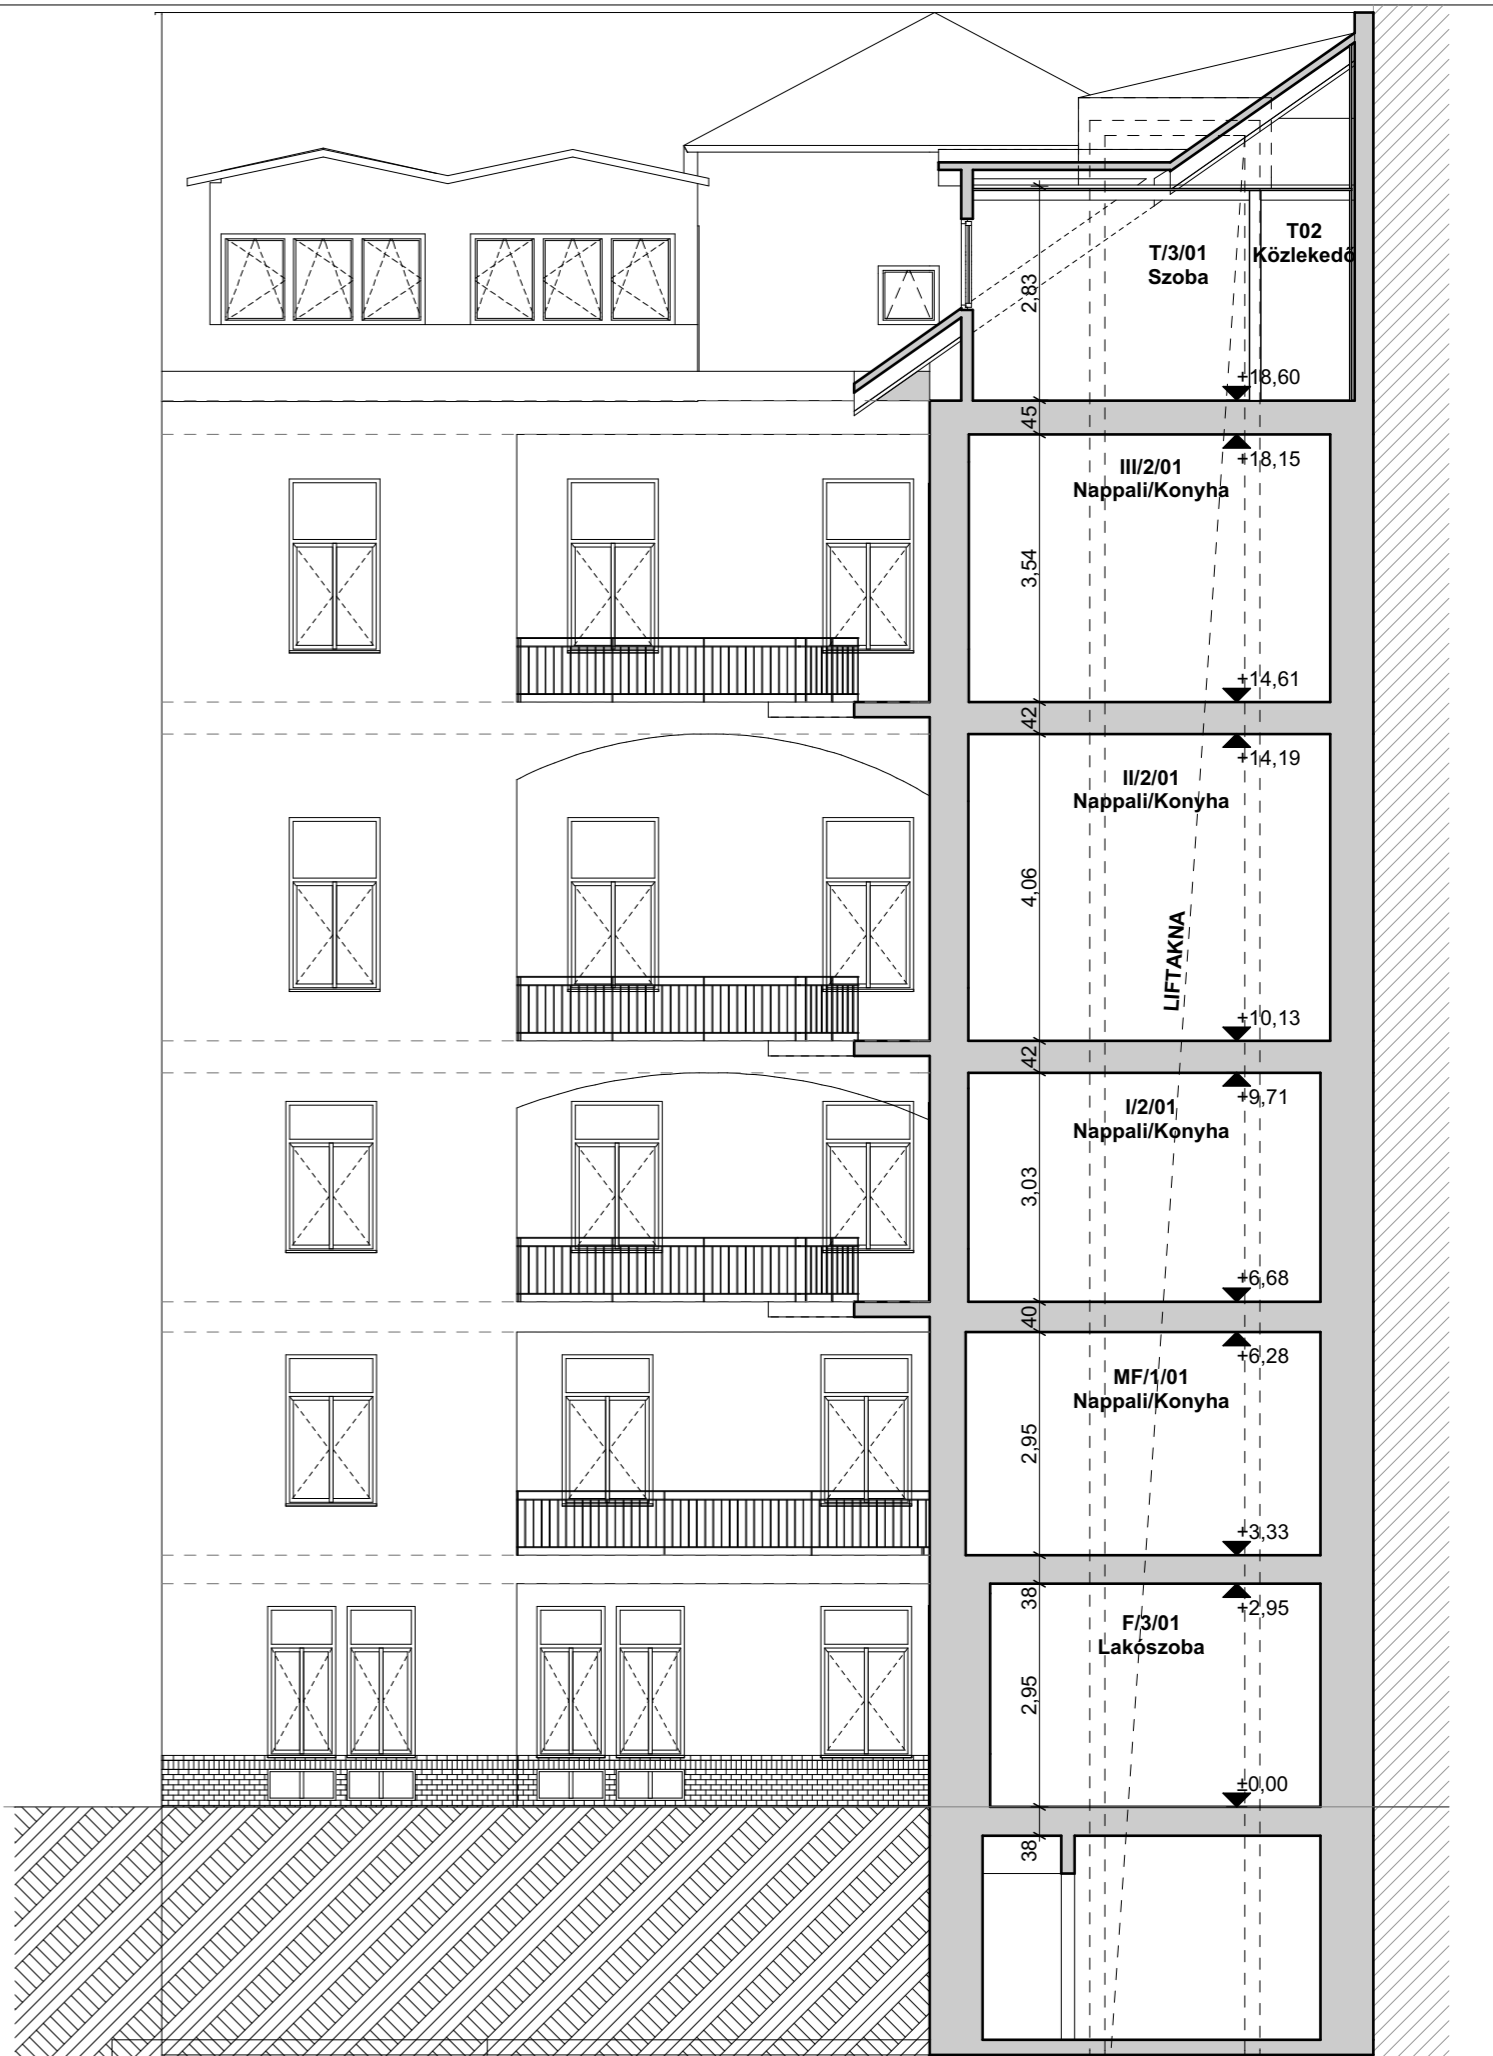 T02
Közlekedő
T/3/01
Szoba
2,83
+18,60
45
III/2/01
Nappali/Konyha
+18,15
3,54
+14,61
42
+14,19
II/2/01
Nappali/Konyha
4,06
LIFTAKNA
+10,13
42
+9,71
I/2/01
Nappali/Konyha
3,03
+6,68
40
+6,28
MF/1/01
Nappali/Konyha
2,95
+3,33
38
+2,95
F/3/01
Lakószoba
2,95
±0,00
38